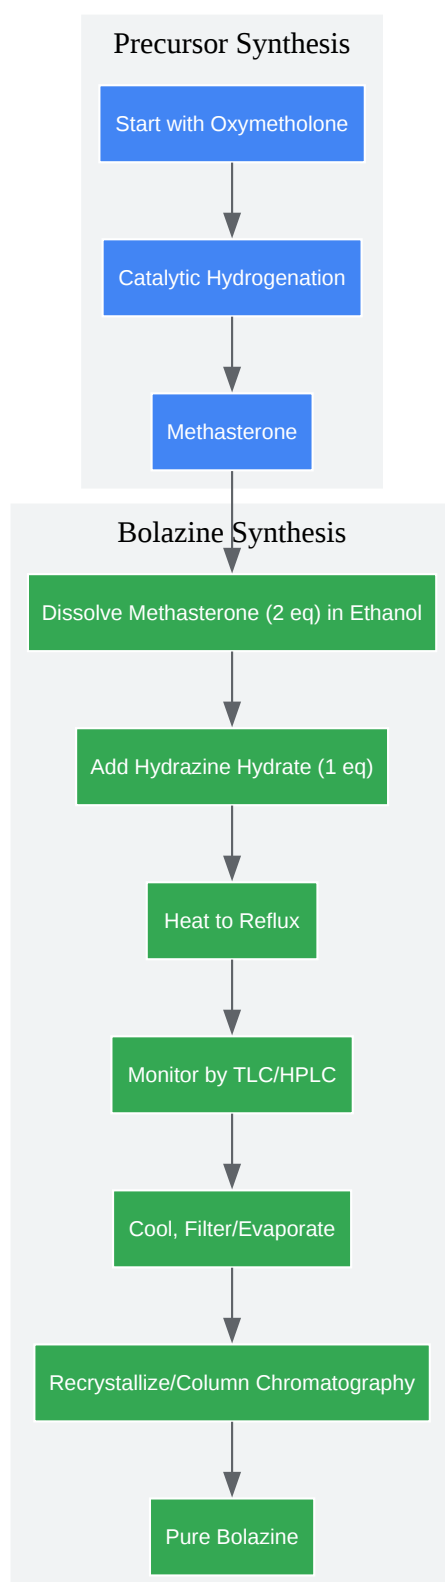 Precursor Synthesis
Start with Oxymetholone
Catalytic Hydrogenation
Methasterone
Bolazine Synthesis
Dissolve Methasterone (2 eq) in Ethanol
Add Hydrazine Hydrate (1 eq)
Heat to Reflux
Monitor by TLC/HPLC
Cool, Filter/Evaporate
Recrystallize/Column Chromatography
Pure Bolazine